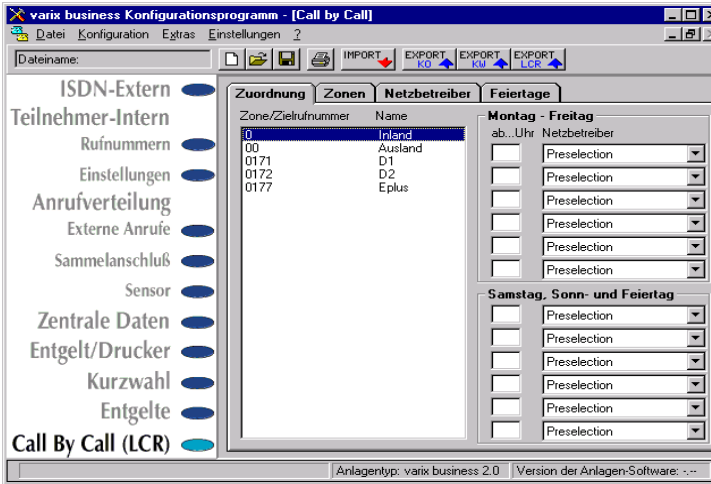 varix business Konfigurationsprogramm - [Call by Call]
Datei Konfiguration Extras Einstellungen ?
Dateiname:
IMPORT EXPORT KO EXPORT KW EXPORT LCR
ISDN-Extern
Teilnehmer-Intern
Rufnummern
Einstellungen
Anrufverteilung
Externe Anrufe
Sammelanschluß
Sensor
Zentrale Daten
Entgelt/Drucker
Kurzwahl
Entgelte
Call By Call (LCR)
Zuordnung Zonen Netzbetreiber Feiertage
Zone/Zielrufnummer Name
0 Inland
00 Ausland
0171 D1
0172 D2
0177 Eplus
Montag - Freitag
ab...Uhr Netzbetreiber
Preselection
Preselection
Preselection
Preselection
Preselection
Preselection
Samstag, Sonn- und Feiertag
Preselection
Preselection
Preselection
Preselection
Preselection
Preselection
Anlagentyp: varix business 2.0 Version der Anlagen-Software: -.--